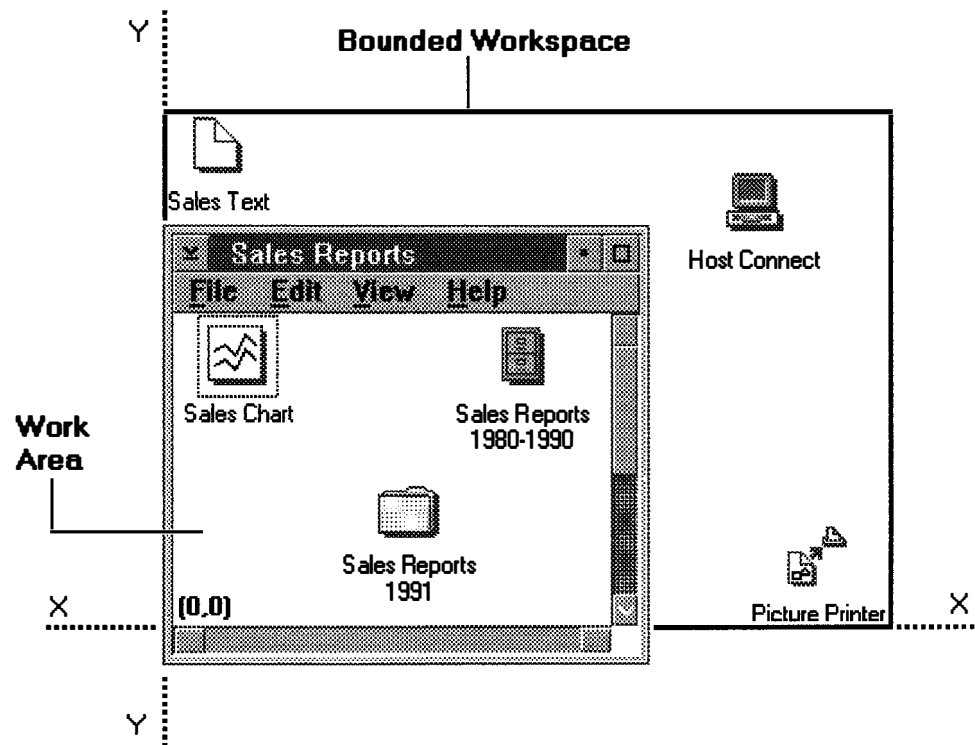 Y
Bounded Workspace
Sales Text
Host Connect
Sales Reports
File Edit View Help
Sales Chart
Sales Reports
1980-1990
Work
Area
Sales Reports
1991
(0,0)
X
X
Picture Printer
Y